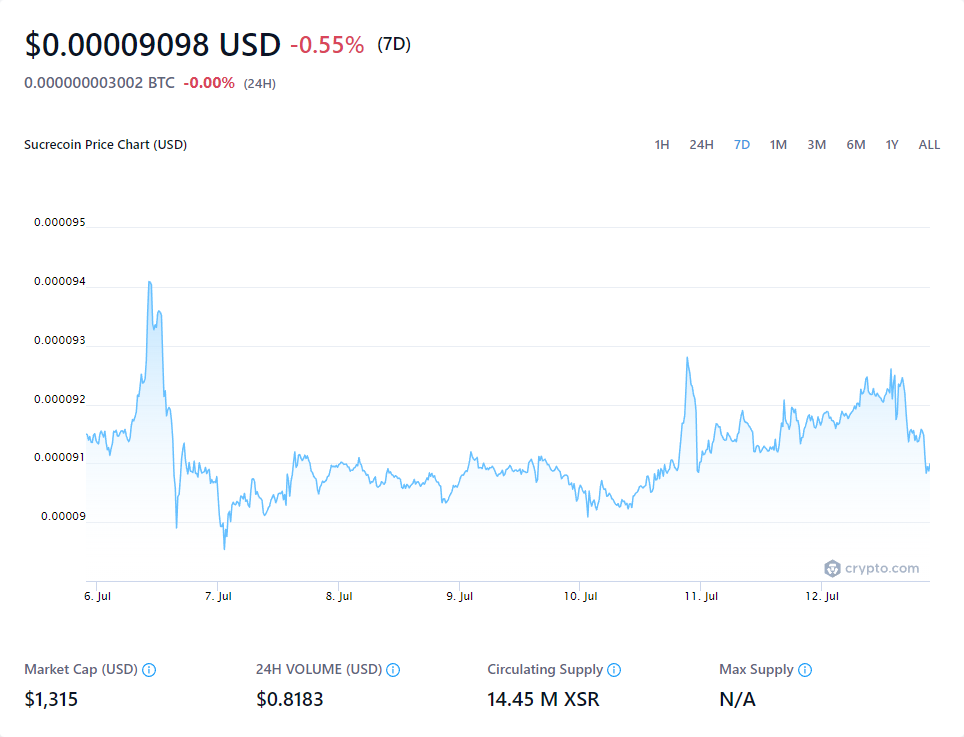 $0.00009098 USD -0.55% (7D)
0.000000003002 BTC -0.00% (24H)
Sucrecoin Price Chart (USD) 1H 24H 7D 1M 3M 6M 1Y ALL
0.000095
0.000094
0.000093
0.000092
0.000091
0.00009
crypto.com
6. Jul 7. Jul 8. Jul 9. Jul 10. Jul 11. Jul 12. Jul
Market Cap (USD) 24H VOLUME (USD) Circulating Supply Max Supply
$1,315 $0.8183 14.45 M XSR N/A